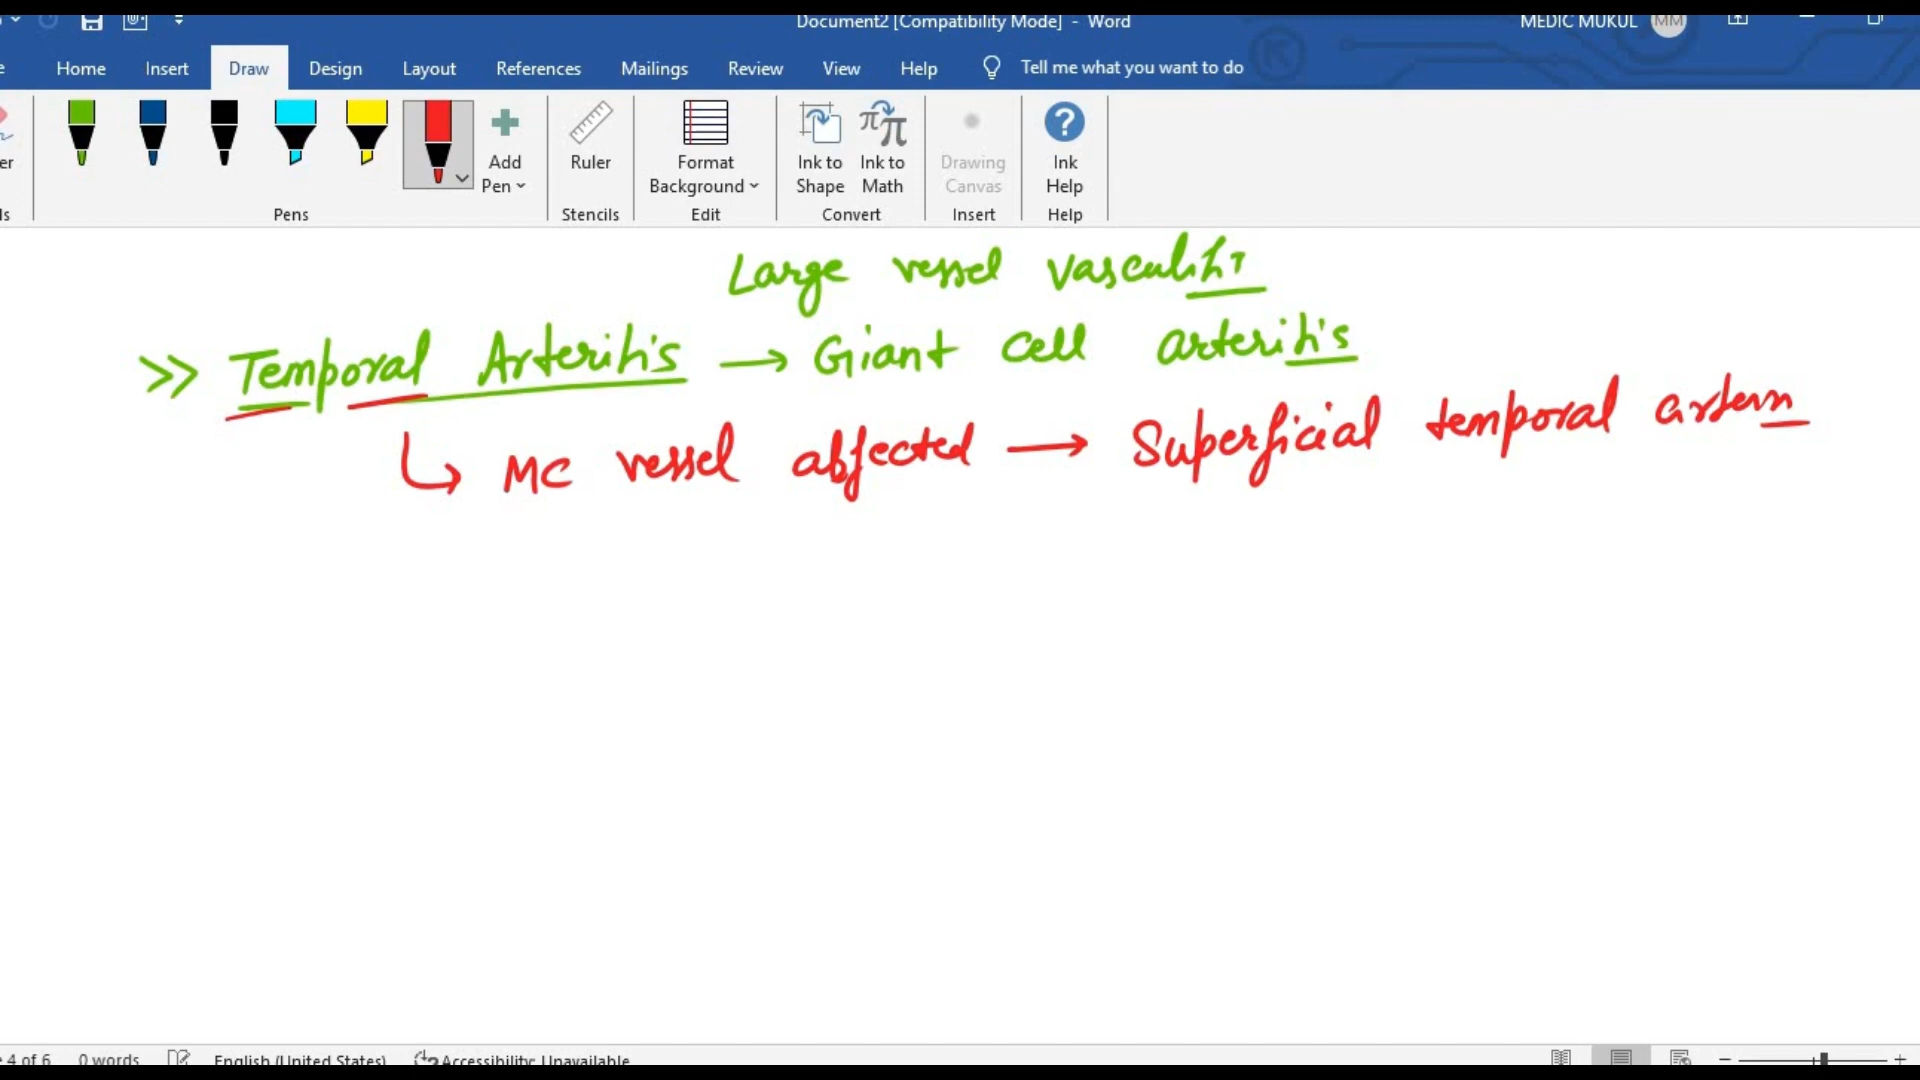 Document2 [Compatibility Mode] - Word MEDIC MUKUL MM
Home Insert Draw Design Layout References Mailings Review View Help Tell me what you want to do
Add Pen Ruler Format Background Ink to Shape Ink to Math Drawing Canvas Ink Help
Pens Stencils Edit Convert Insert Help
Large vessel vasculitis
>> Temporal Arteritis → Giant cell arteritis
↳ MC vessel affected → Superficial temporal artery
4 of 6 0 words English (United States) Accessibility: Unavailable